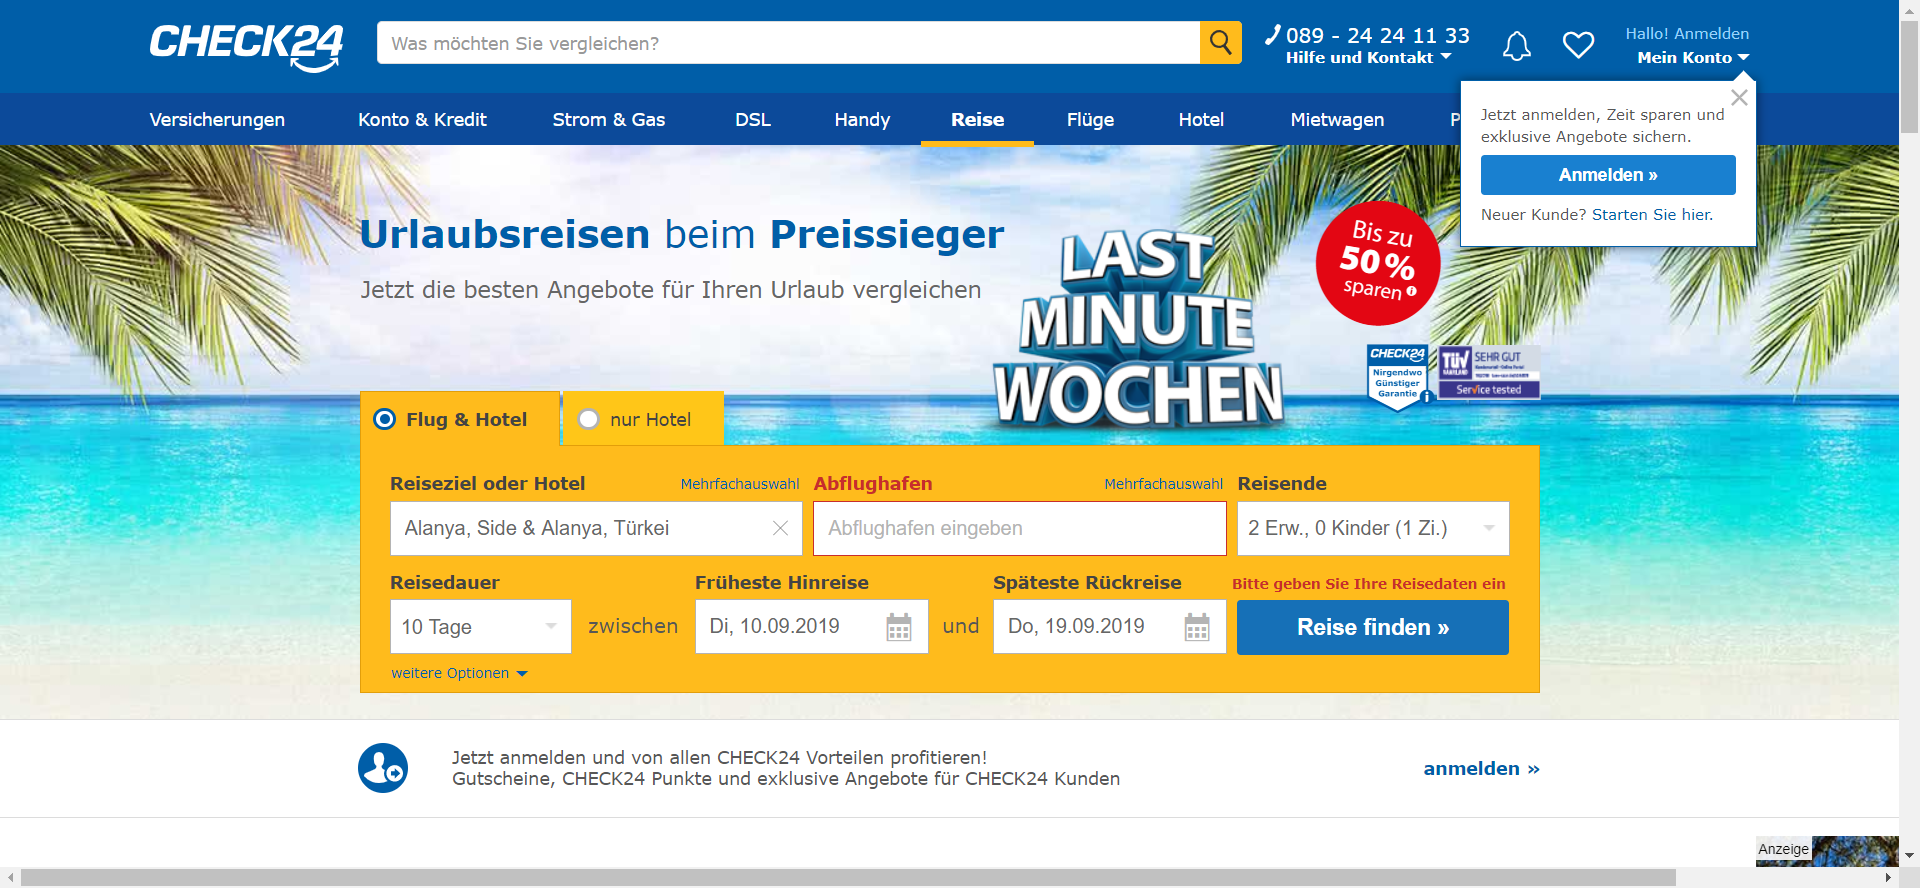 CHECK24
Was möchten Sie vergleichen?
089 - 24 24 11 33
Hilfe und Kontakt
Hallo! Anmelden
Mein Konto
Versicherungen
Konto & Kredit
Strom & Gas
DSL
Handy
Reise
Flüge
Hotel
Mietwagen
P
Jetzt anmelden, Zeit sparen und
exklusive Angebote sichern.
Anmelden »
Neuer Kunde? Starten Sie hier.
Urlaubsreisen beim Preissieger
Jetzt die besten Angebote für Ihren Urlaub vergleichen
LAST
MINUTE
WOCHEN
Bis zu
50 %
sparen
CHECK24
Nirgendwo
Günstiger
Garantie
TÜV
SEHR GUT
Service tested
Flug & Hotel
nur Hotel
Reiseziel oder Hotel
Mehrfachauswahl
Abflughafen
Mehrfachauswahl
Reisende
Alanya, Side & Alanya, Türkei
Abflughafen eingeben
2 Erw., 0 Kinder (1 Zi.)
Reisedauer
Früheste Hinreise
Späteste Rückreise
Bitte geben Sie Ihre Reisedaten ein
10 Tage
zwischen
Di, 10.09.2019
und
Do, 19.09.2019
Reise finden »
weitere Optionen
Jetzt anmelden und von allen CHECK24 Vorteilen profitieren!
Gutscheine, CHECK24 Punkte und exklusive Angebote für CHECK24 Kunden
anmelden »
Anzeige